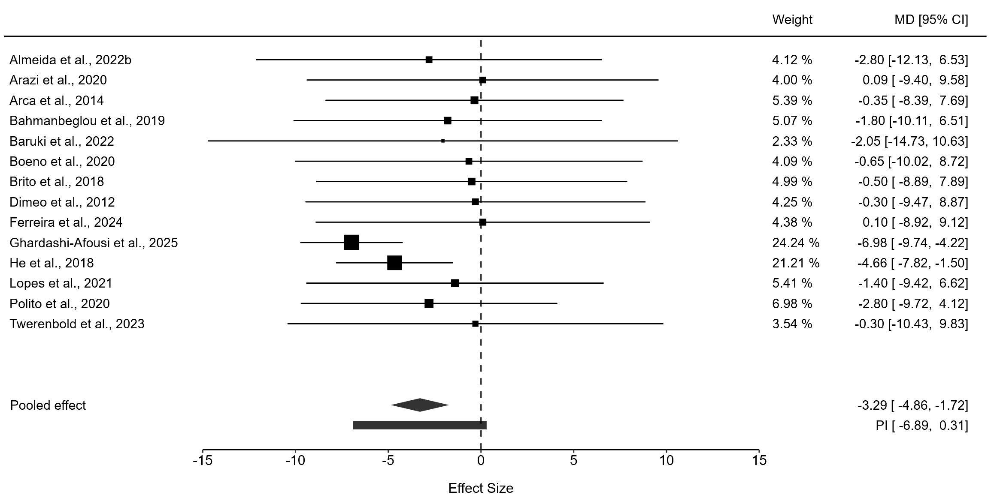 Weight MD [95% CI]
Almeida et al., 2022b 4.12 % -2.80 [-12.13, 6.53]
Arazi et al., 2020 4.00 % 0.09 [ -9.40, 9.58]
Arca et al., 2014 5.39 % -0.35 [ -8.39, 7.69]
Bahmanbeglou et al., 2019 5.07 % -1.80 [-10.11, 6.51]
Baruki et al., 2022 2.33 % -2.05 [-14.73, 10.63]
Boeno et al., 2020 4.09 % -0.65 [-10.02, 8.72]
Brito et al., 2018 4.99 % -0.50 [ -8.89, 7.89]
Dimeo et al., 2012 4.25 % -0.30 [ -9.47, 8.87]
Ferreira et al., 2024 4.38 % 0.10 [ -8.92, 9.12]
Ghardashi-Afousi et al., 2025 24.24 % -6.98 [ -9.74, -4.22]
He et al., 2018 21.21 % -4.66 [ -7.82, -1.50]
Lopes et al., 2021 5.41 % -1.40 [ -9.42, 6.62]
Polito et al., 2020 6.98 % -2.80 [ -9.72, 4.12]
Twerenbold et al., 2023 3.54 % -0.30 [-10.43, 9.83]
Pooled effect -3.29 [ -4.86, -1.72]
PI [ -6.89, 0.31]
-15 -10 -5 0 5 10 15
Effect Size